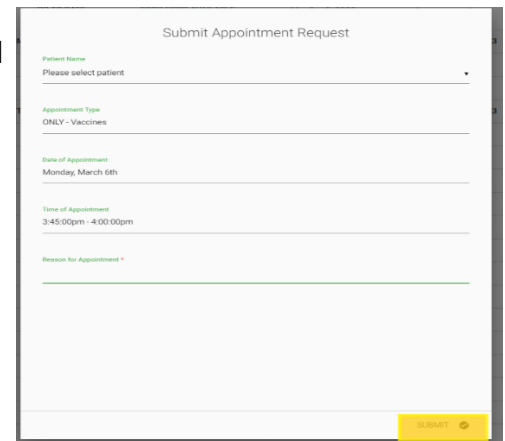 Submit Appointment Request
Patient Name
Please select patient
Appointment Type
ONLY - Vaccines
Date of Appointment
Monday, March 6th
Time of Appointment
3:45:00pm - 4:00:00pm
Reason for Appointment *
SUBMIT